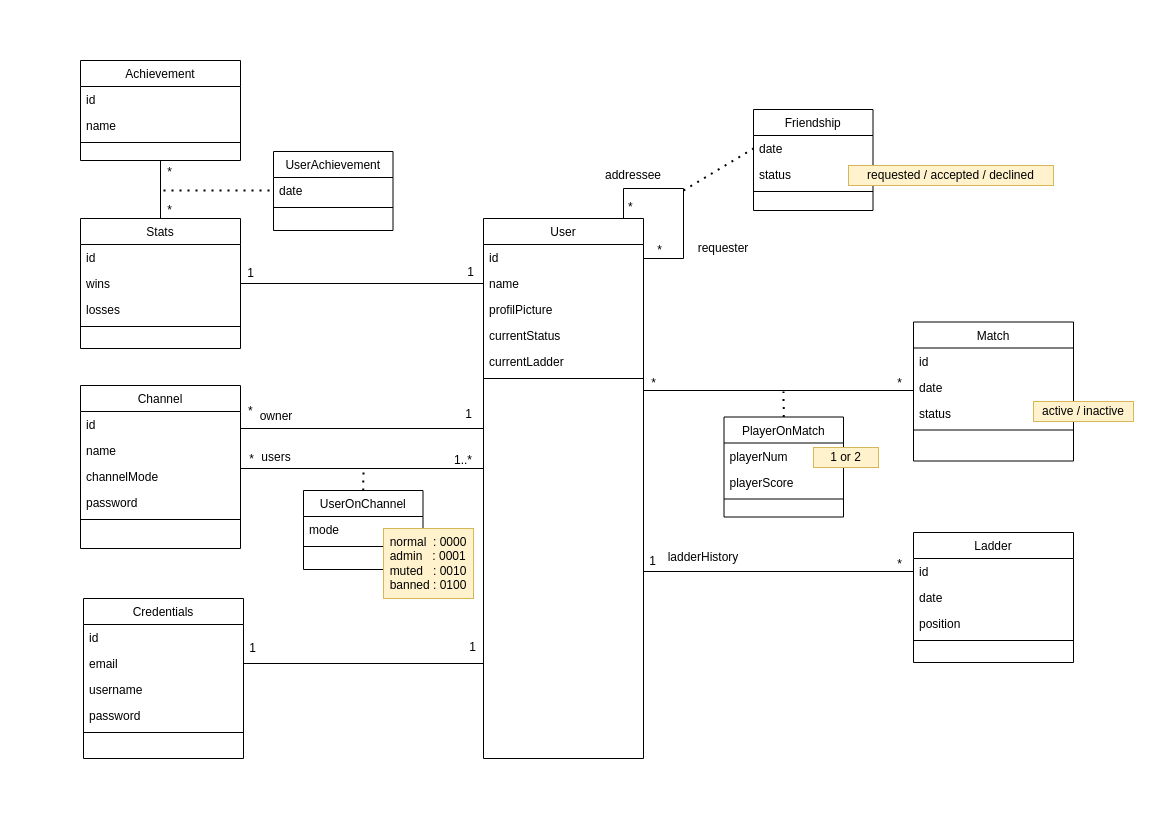 Achievement
id
name
*
*
UserAchievement
date
Stats
id
wins
losses
1
1
Channel
id
name
channelMode
password
* owner
1
* users
1..*
UserOnChannel
mode
normal : 0000
admin : 0001
muted : 0010
banned : 0100
Credentials
id
email
username
password
1
1
User
id
name
profilPicture
currentStatus
currentLadder
addressee
*
*
requester
Friendship
date
status
requested / accepted / declined
*
*
Match
id
date
status
active / inactive
PlayerOnMatch
playerNum
1 or 2
playerScore
1 ladderHistory
*
Ladder
id
date
position